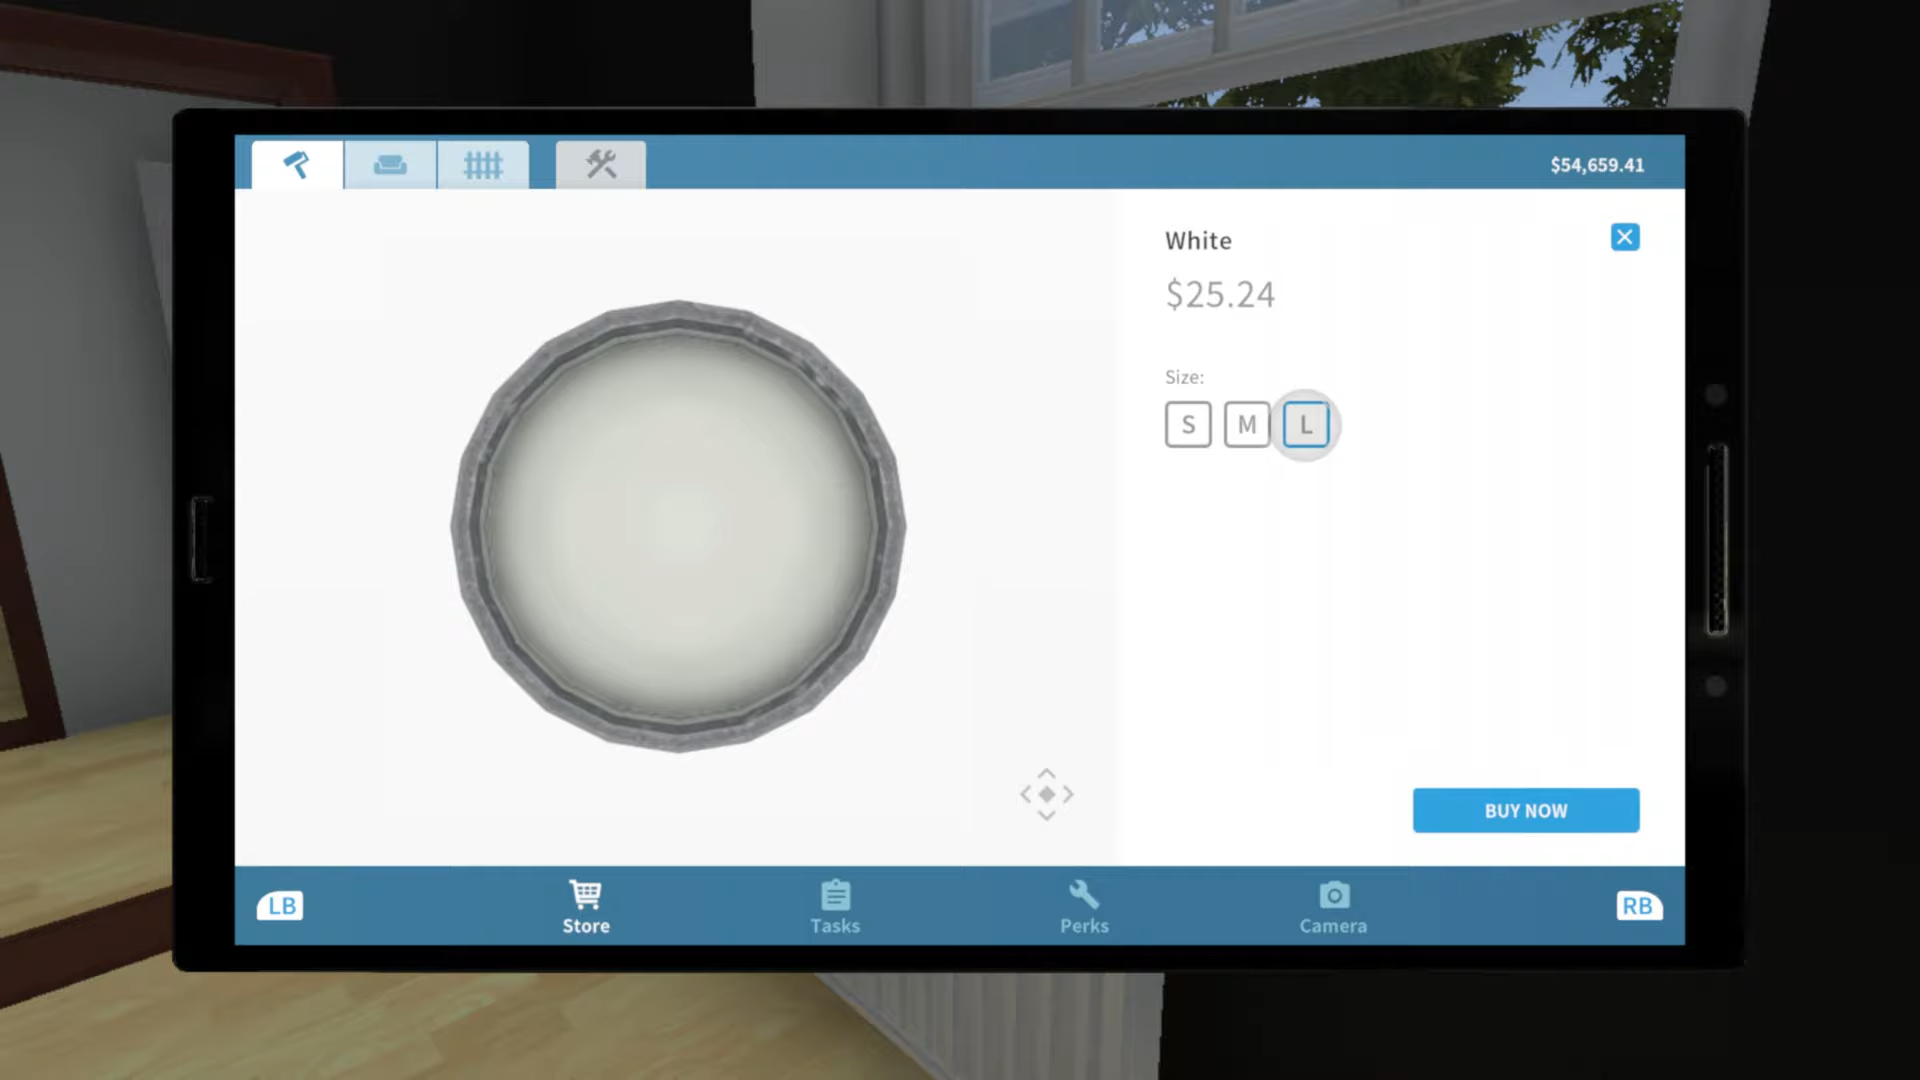 $54,659.41
White
$25.24
Size:
S M L
BUY NOW
LB Store Tasks Perks Camera RB